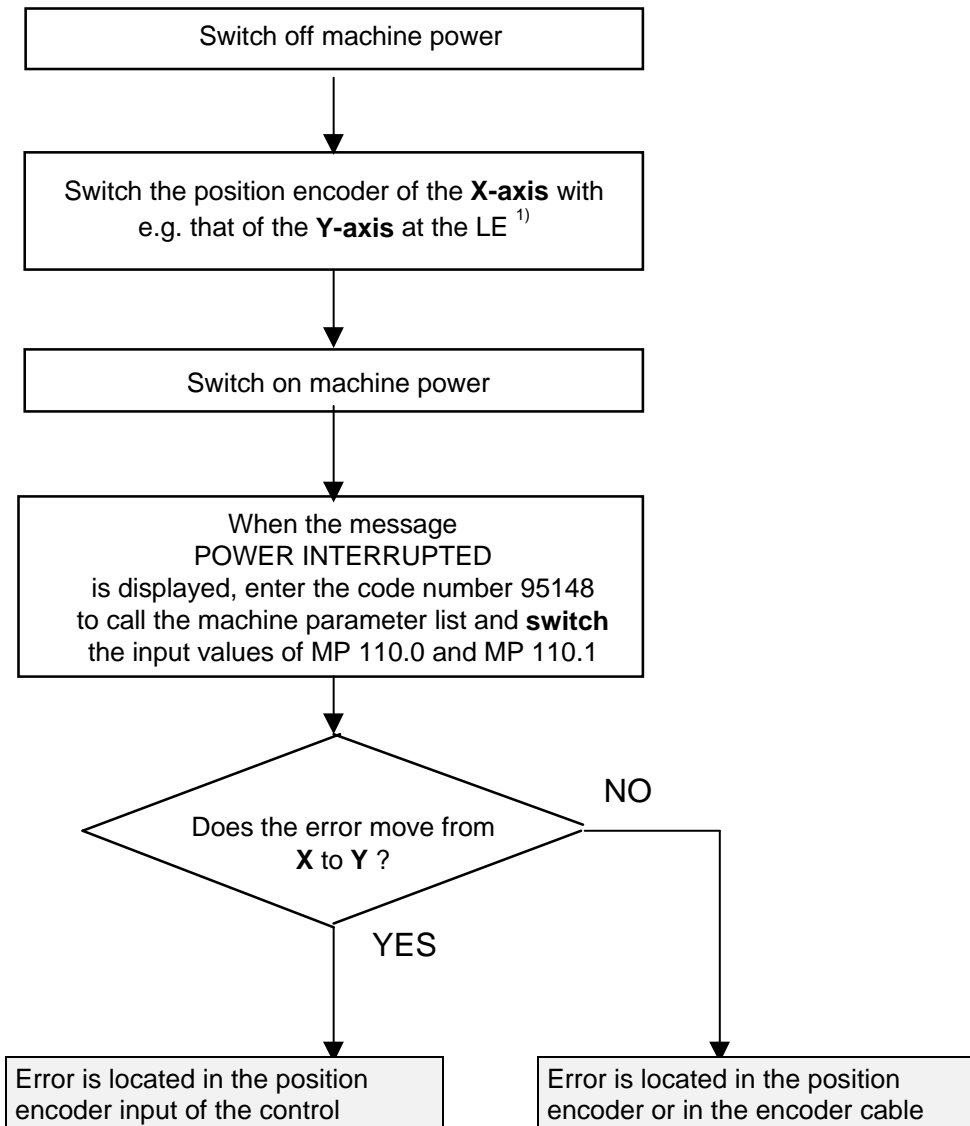 Switch off machine power
Switch the position encoder of the X-axis with
e.g. that of the Y-axis at the LE 1)
Switch on machine power
When the message
POWER INTERRUPTED
is displayed, enter the code number 95148
to call the machine parameter list and switch
the input values of MP 110.0 and MP 110.1
Does the error move from
X to Y ?
NO
YES
Error is located in the position
encoder input of the control
Error is located in the position
encoder or in the encoder cable